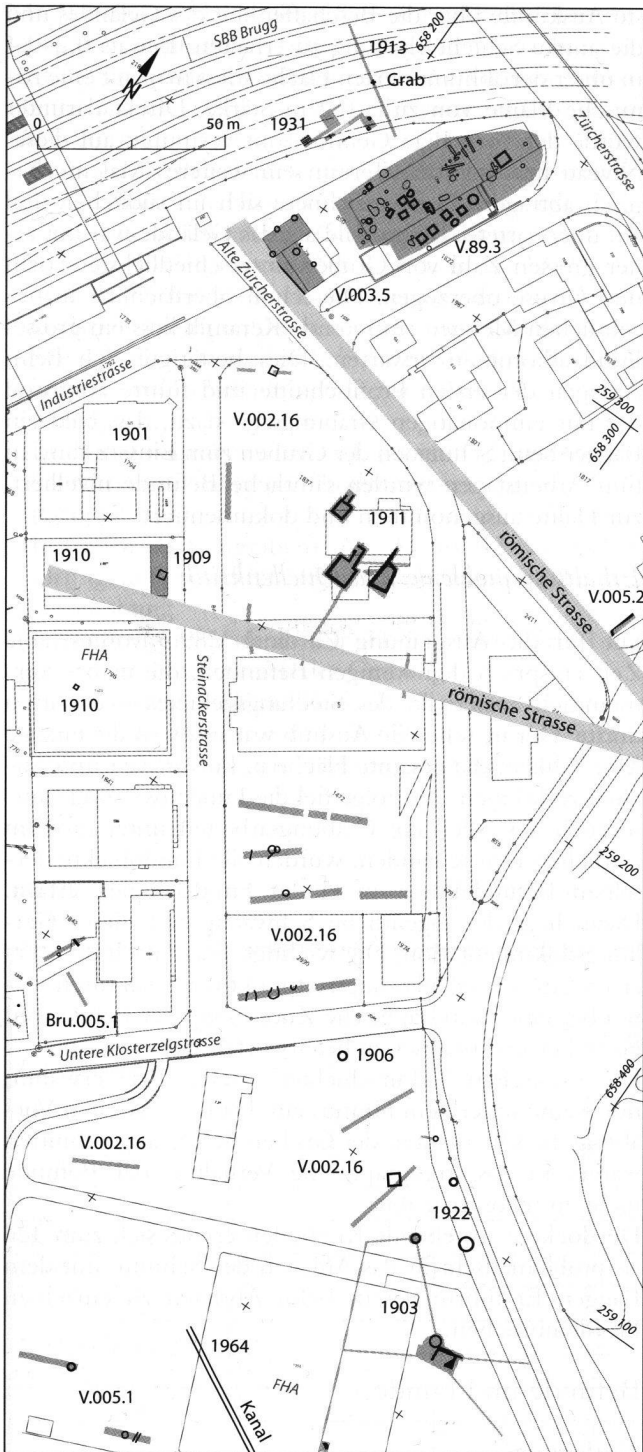 SBB Brugg
1913
658 200
Grab
N
0
50 m
1931
Zürcherstrasse
V.89.3
Alte Zürcherstrasse
V.003.5
Industriestrasse
V.002.16
259 300
658 300
1901
1911
1910
1909
römische Strasse
V.005.2
FHA
Steinackerstrasse
römische Strasse
1910
259 200
V.002.16
Bru.005.1
Untere Klosterzelgstrasse
1906
V.002.16
V.002.16
658 400
1922
1903
259 100
1964
FHA
V.005.1
Kanal